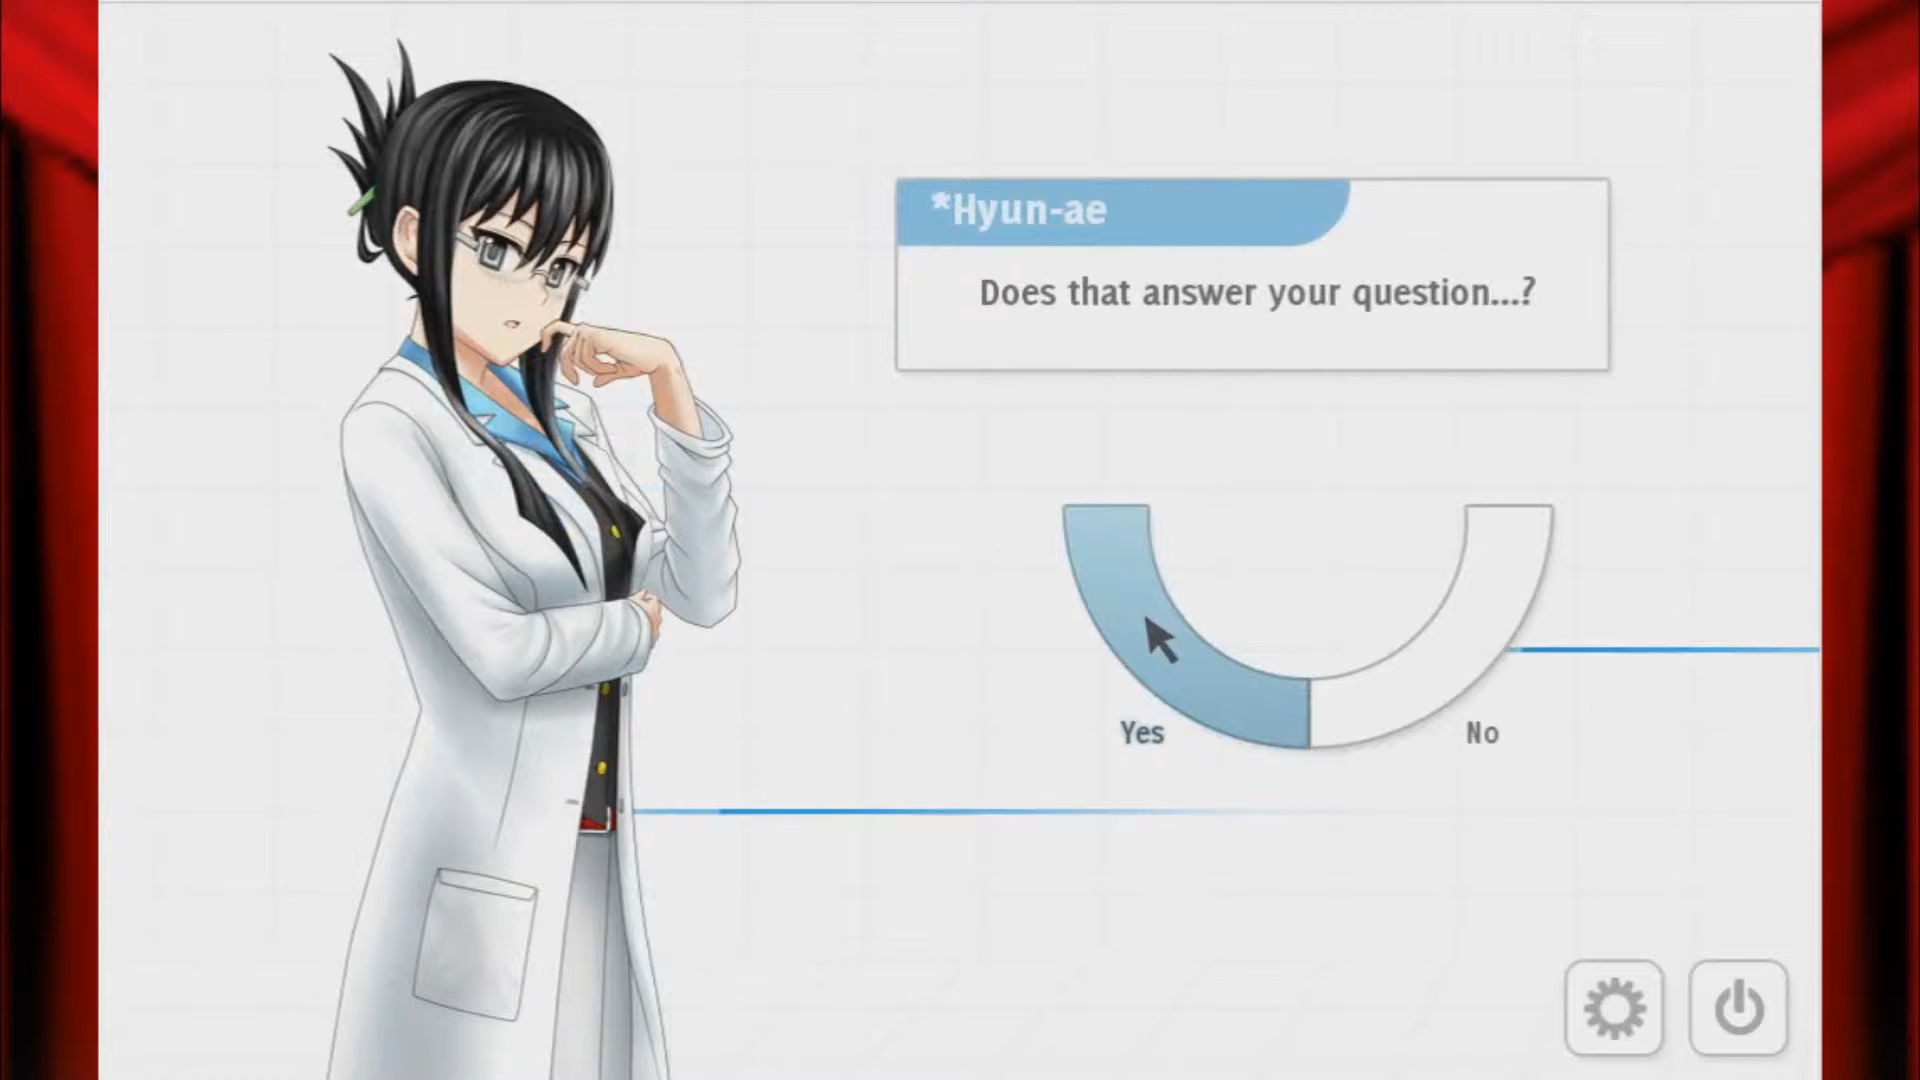 *Hyun-ae
Does that answer your question...?
Yes
No